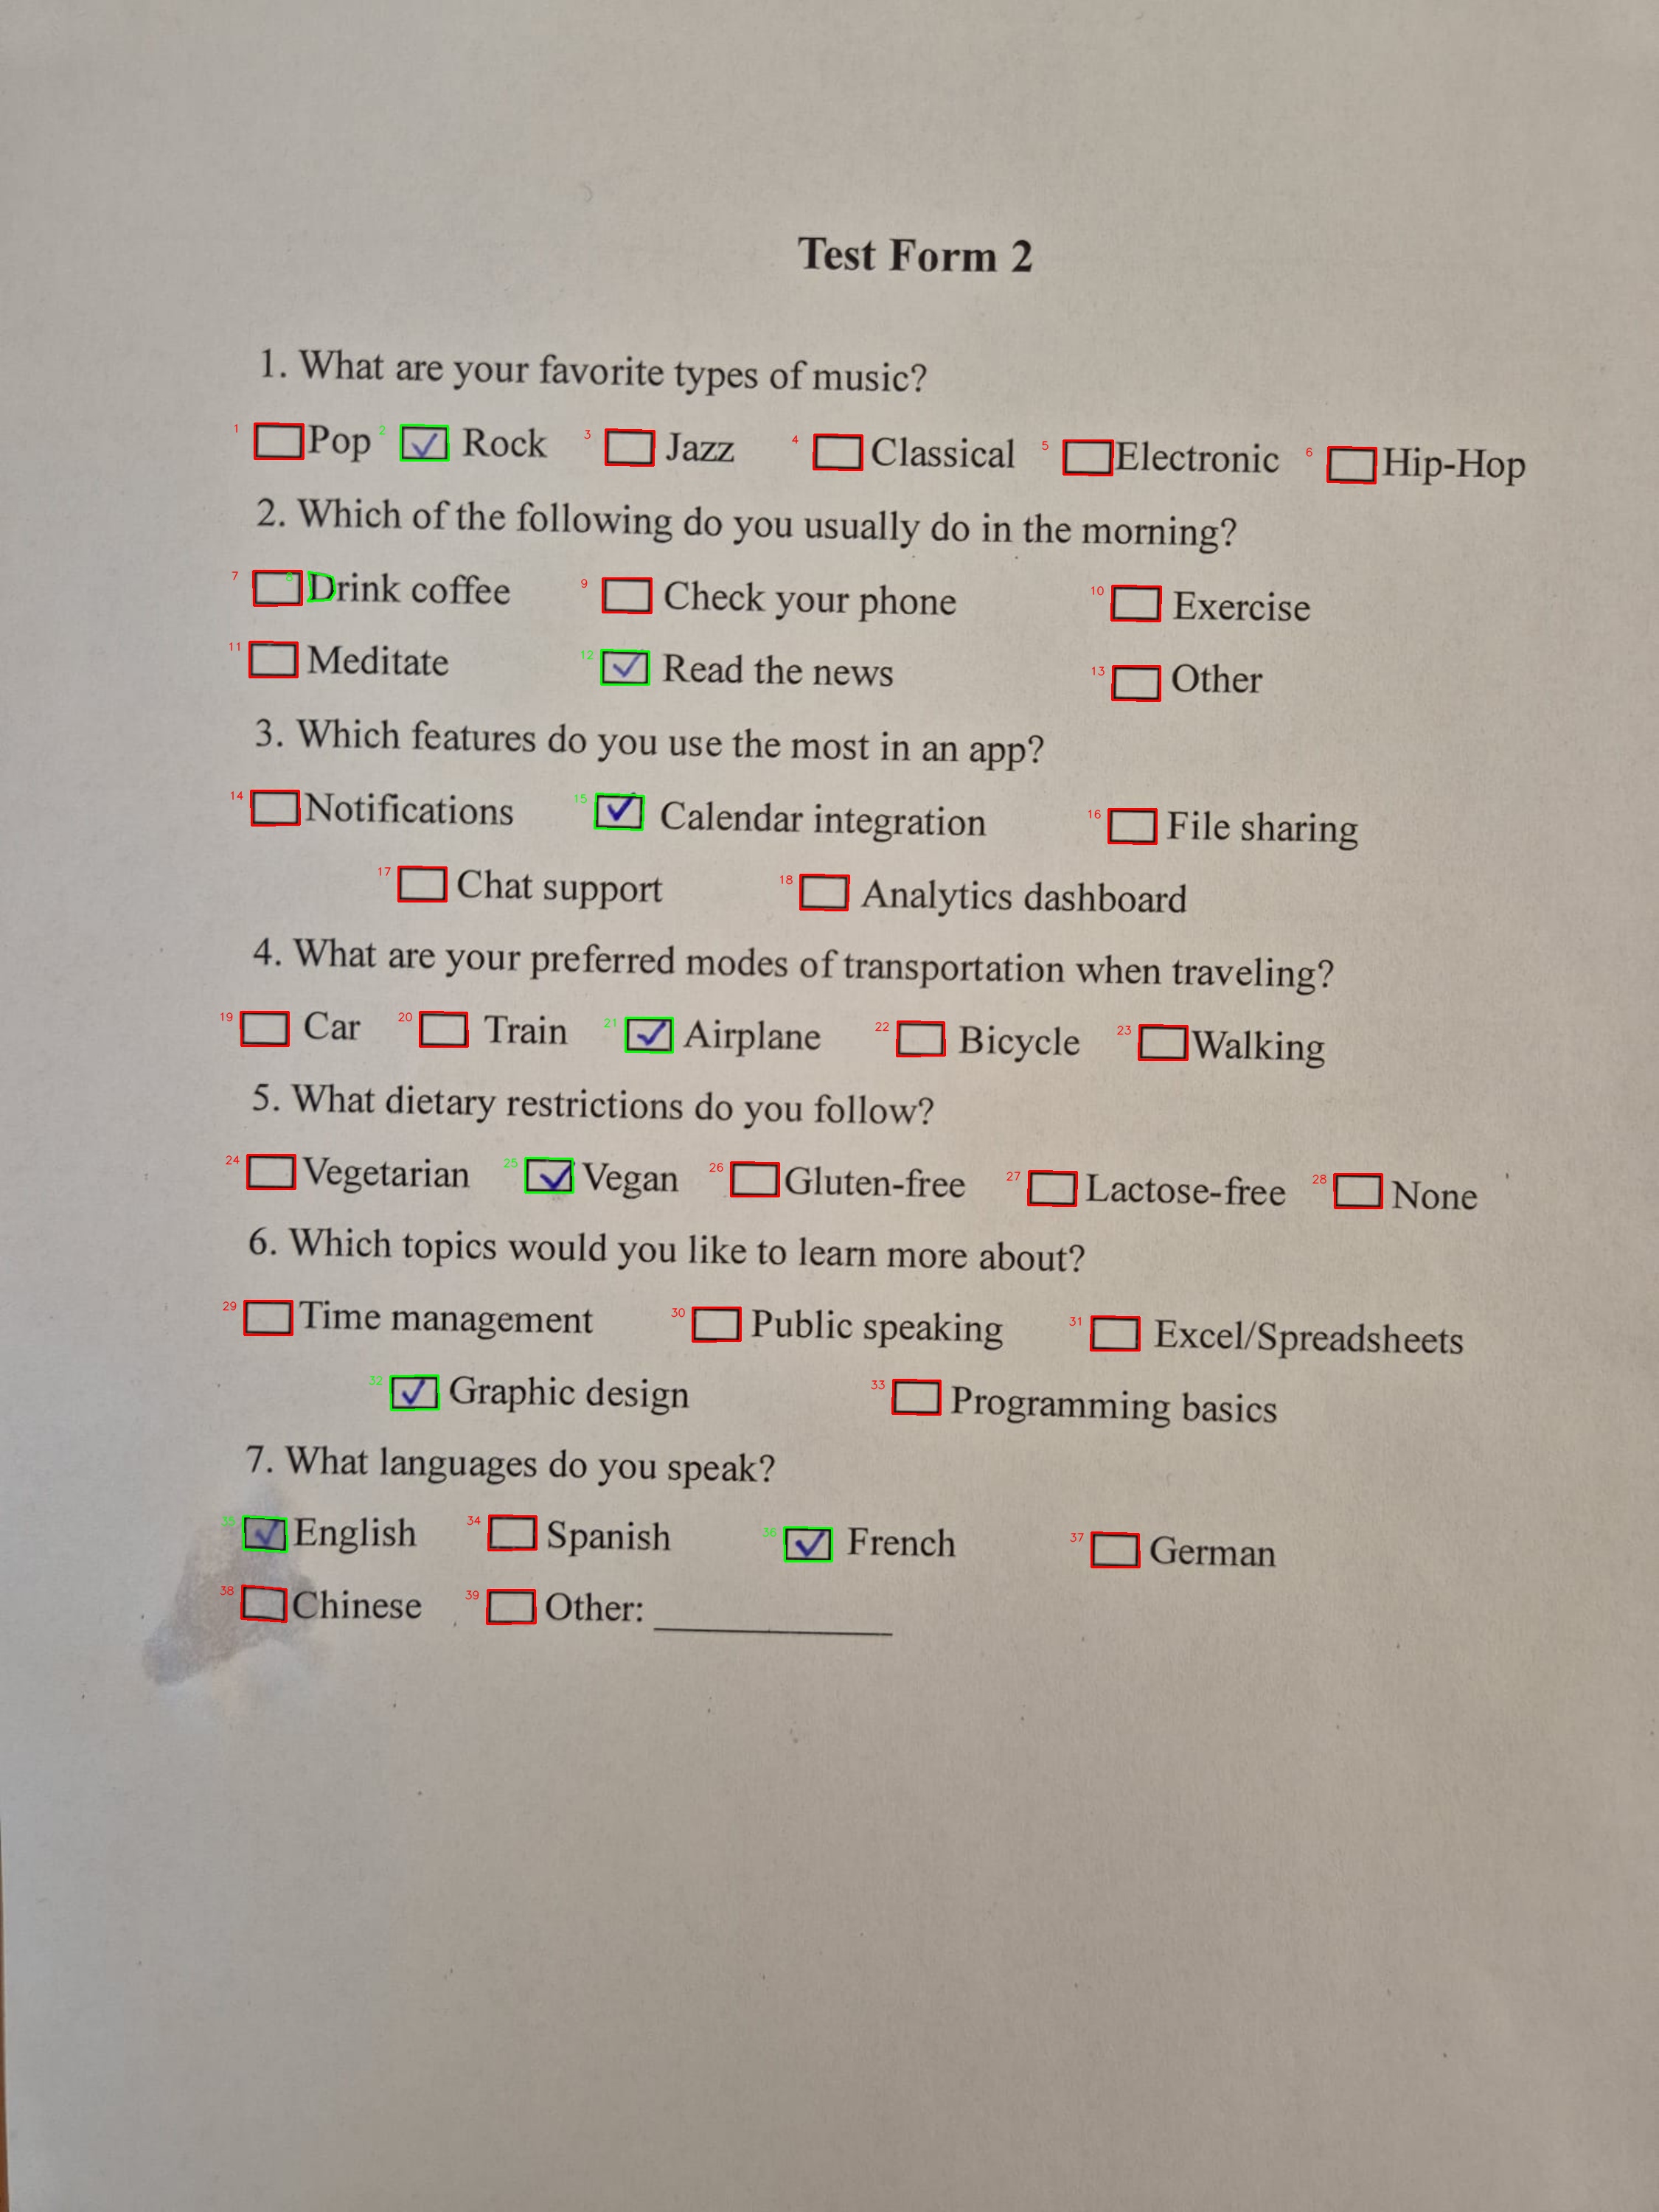 Test Form 2
1. What are your favorite types of music?
1 Pop 2 Rock 3 Jazz 4 Classical 5 Electronic 6 Hip-Hop
2. Which of the following do you usually do in the morning?
7 8 Drink coffee 9 Check your phone 10 Exercise
11 Meditate 12 Read the news 13 Other
3. Which features do you use the most in an app?
14 Notifications 15 Calendar integration 16 File sharing
17 Chat support 18 Analytics dashboard
4. What are your preferred modes of transportation when traveling?
19 Car 20 Train 21 Airplane 22 Bicycle 23 Walking
5. What dietary restrictions do you follow?
24 Vegetarian 25 Vegan 26 Gluten-free 27 Lactose-free 28 None
6. Which topics would you like to learn more about?
29 Time management 30 Public speaking 31 Excel/Spreadsheets
32 Graphic design 33 Programming basics
7. What languages do you speak?
35 English 34 Spanish 36 French 37 German
38 Chinese 39 Other: